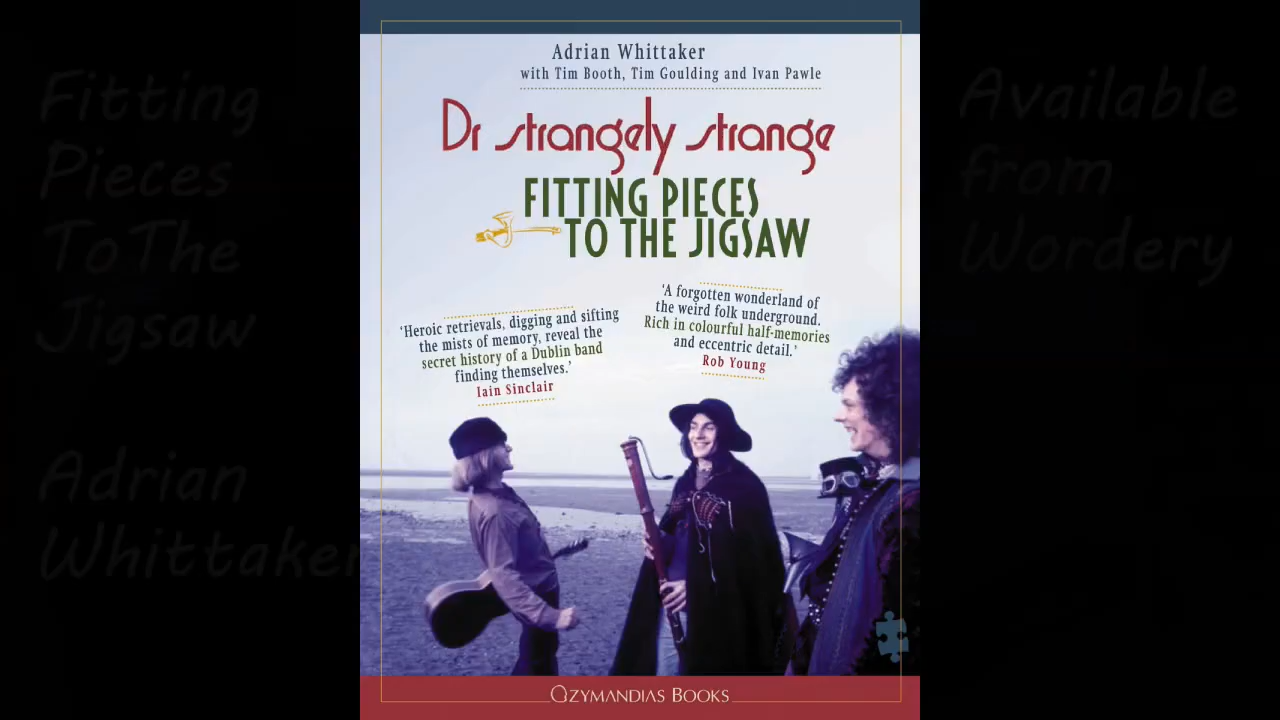 Fitting
Pieces
ToThe
Jigsaw
Adrian
Whittaker
Adrian Whittaker
with Tim Booth, Tim Goulding and Ivan Pawle
Dr strangely strange
FITTING PIECES
TO THE JIGSAW
'A forgotten wonderland of
the weird folk underground.
Rich in colourful half-memories
and eccentric detail.'
Rob Young
'Heroic retrievals, digging and sifting
the mists of memory, reveal the
secret history of a Dublin band
finding themselves.'
Iain Sinclair
OZYMANDIAS BOOKS
Available
from
Wordery